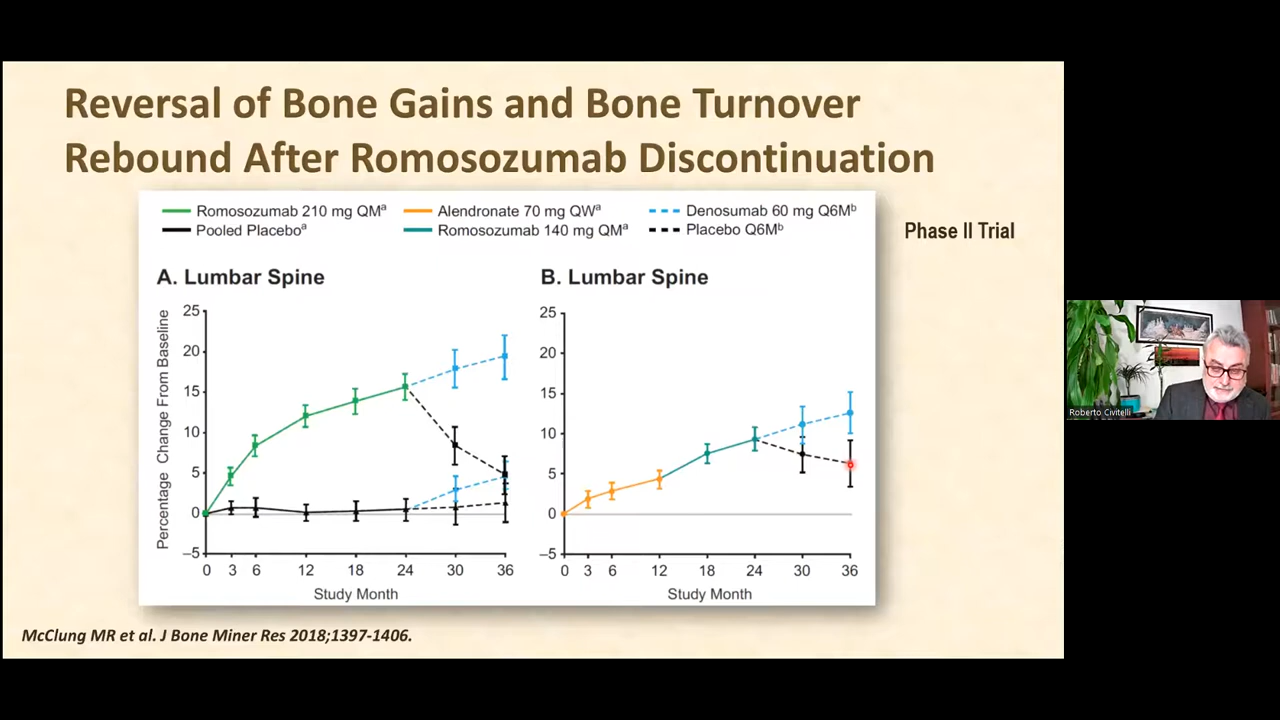 Reversal of Bone Gains and Bone Turnover
Rebound After Romosozumab Discontinuation
Romosozumab 210 mg QMᵃ
Alendronate 70 mg QWᵃ
Denosumab 60 mg Q6Mᵇ
Pooled Placeboᵃ
Romosozumab 140 mg QMᵃ
Placebo Q6Mᵇ
Phase II Trial
A. Lumbar Spine
Percentage Change From Baseline
25
20
15
10
5
0
–5
0 3 6 12 18 24 30 36
Study Month
B. Lumbar Spine
25
20
15
10
5
0
–5
0 3 6 12 18 24 30 36
Study Month
McClung MR et al. J Bone Miner Res 2018;1397-1406.
Roberto Civitelli